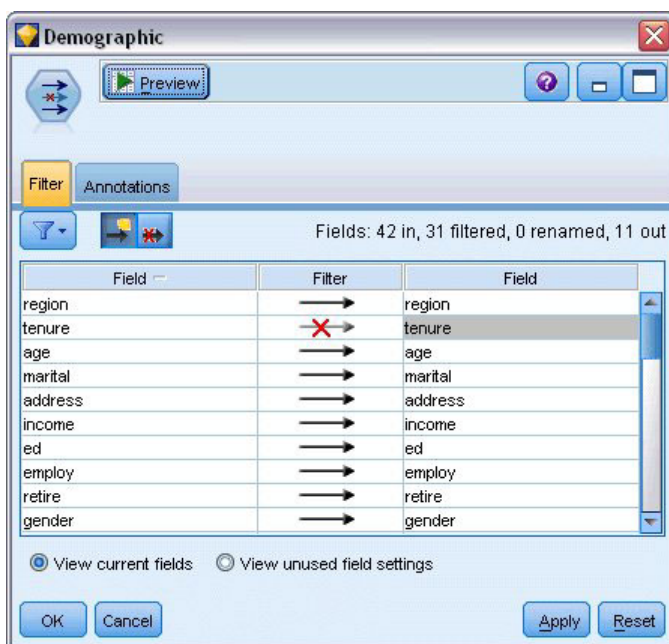 Demographic
Preview
Filter Annotations
Fields: 42 in, 31 filtered, 0 renamed, 11 out
Field Filter Field
region region
tenure tenure
age age
marital marital
address address
income income
ed ed
employ employ
retire retire
gender gender
View current fields View unused field settings
OK Cancel Apply Reset